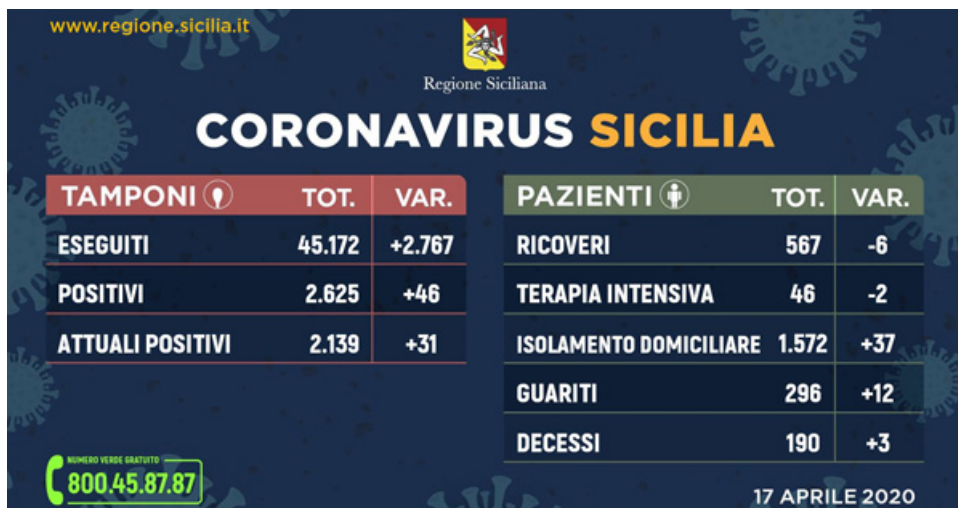 www.regione.sicilia.it
Regione Siciliana
CORONAVIRUS SICILIA
TAMPONI TOT. VAR.
ESEGUITI 45.172 +2.767
POSITIVI 2.625 +46
ATTUALI POSITIVI 2.139 +31
PAZIENTI TOT. VAR.
RICOVERI 567 -6
TERAPIA INTENSIVA 46 -2
ISOLAMENTO DOMICILIARE 1.572 +37
GUARITI 296 +12
DECESSI 190 +3
NUMERO VERDE GRATUITO
800.45.87.87
17 APRILE 2020